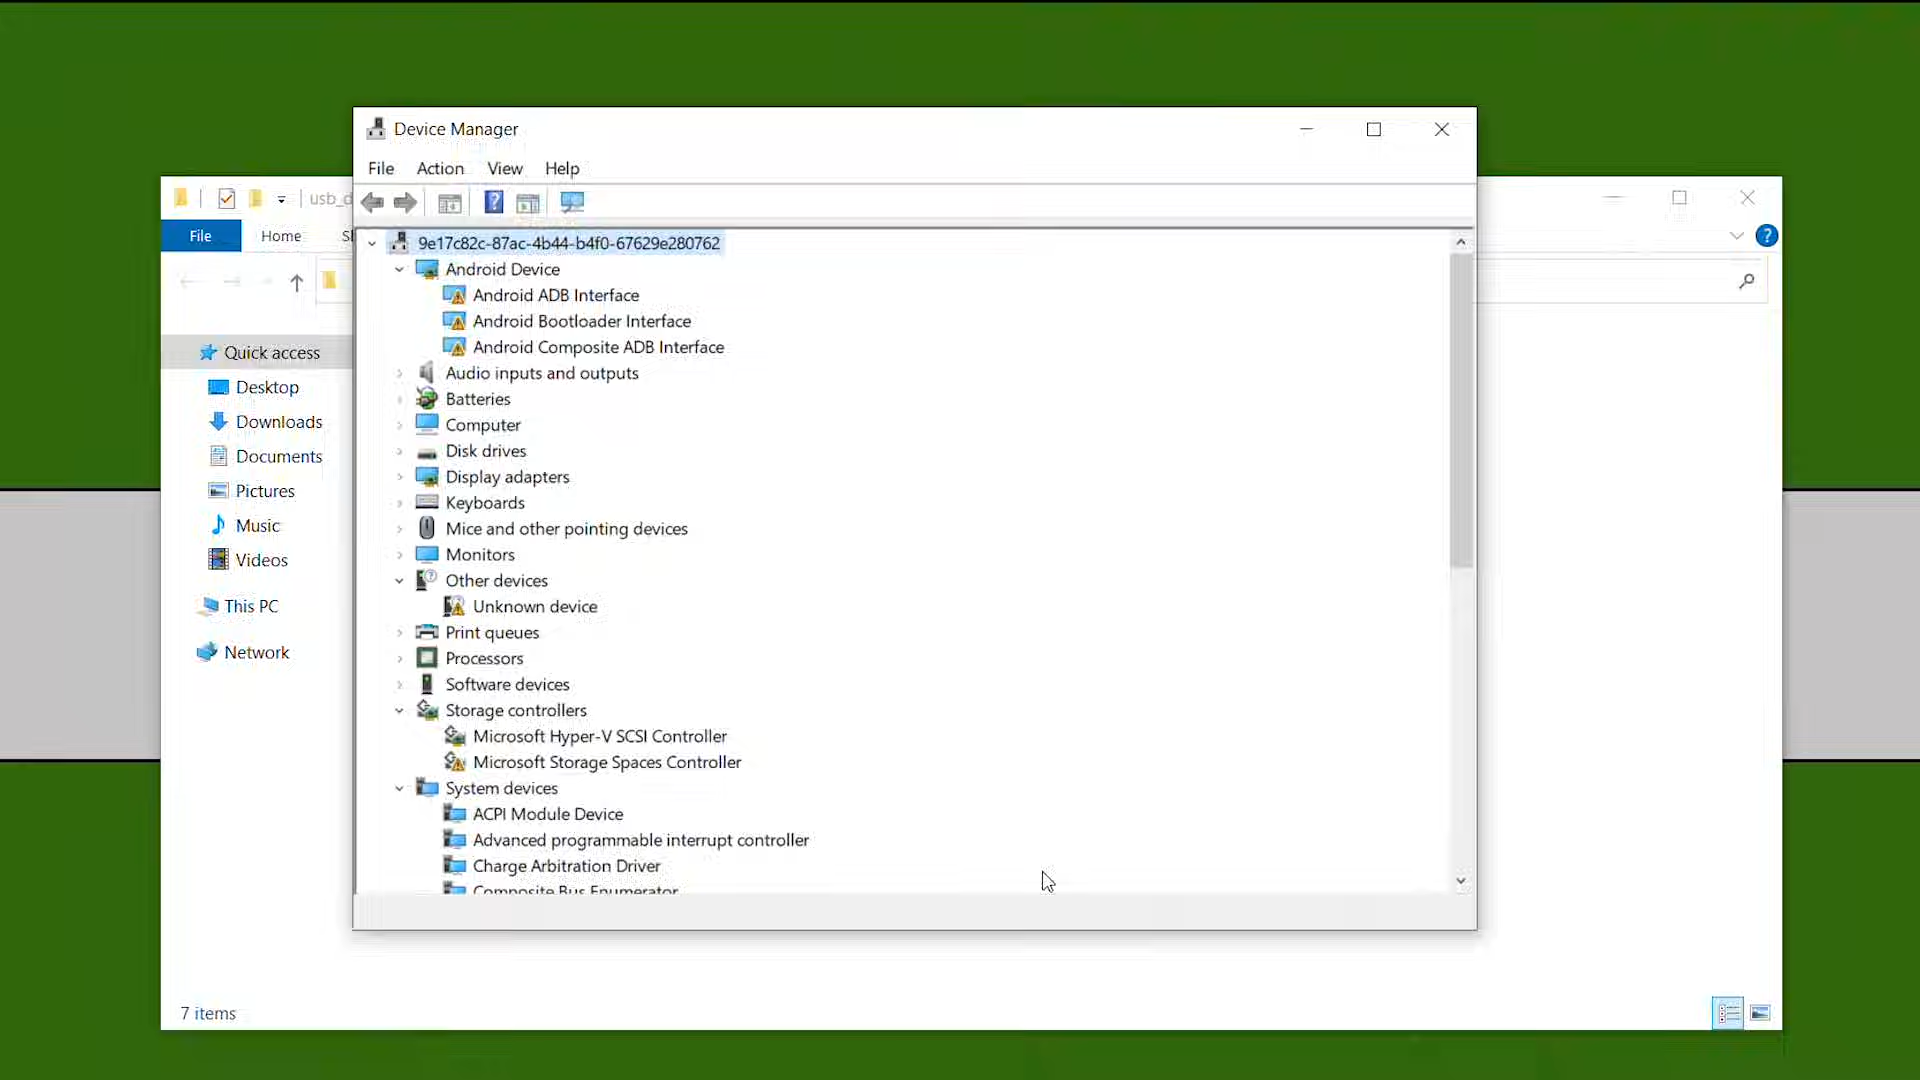 Device Manager
File Action View Help
usb_d
File Home
9e17c82c-87ac-4b44-b4f0-67629e280762
Android Device
Android ADB Interface
Android Bootloader Interface
Android Composite ADB Interface
Audio inputs and outputs
Batteries
Computer
Disk drives
Display adapters
Keyboards
Mice and other pointing devices
Monitors
Other devices
Unknown device
Print queues
Processors
Software devices
Storage controllers
Microsoft Hyper-V SCSI Controller
Microsoft Storage Spaces Controller
System devices
ACPI Module Device
Advanced programmable interrupt controller
Charge Arbitration Driver
Composite Bus Enumerator
Quick access
Desktop
Downloads
Documents
Pictures
Music
Videos
This PC
Network
7 items